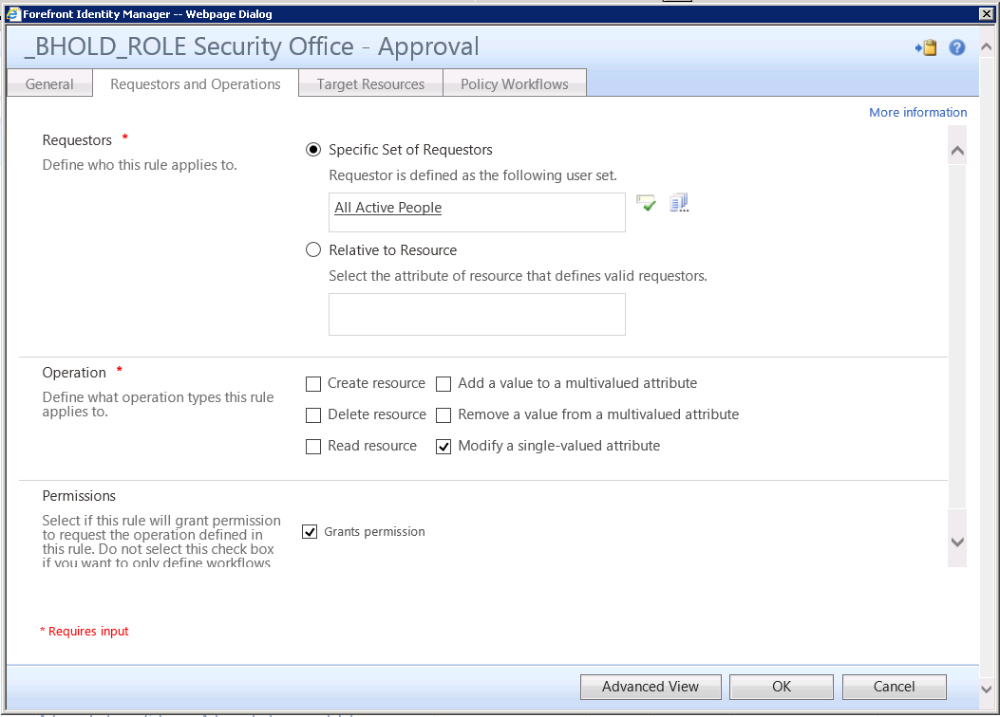 Forefront Identity Manager -- Webpage Dialog
_BHOLD_ROLE Security Office - Approval
General
Requestors and Operations
Target Resources
Policy Workflows
More information
Requestors *
Define who this rule applies to.
Specific Set of Requestors
Requestor is defined as the following user set.
All Active People
Relative to Resource
Select the attribute of resource that defines valid requestors.
Operation *
Define what operation types this rule
applies to.
Create resource
Add a value to a multivalued attribute
Delete resource
Remove a value from a multivalued attribute
Read resource
Modify a single-valued attribute
Permissions
Select if this rule will grant permission
to request the operation defined in
this rule. Do not select this check box
if you want to only define workflows
Grants permission
* Requires input
Advanced View
OK
Cancel